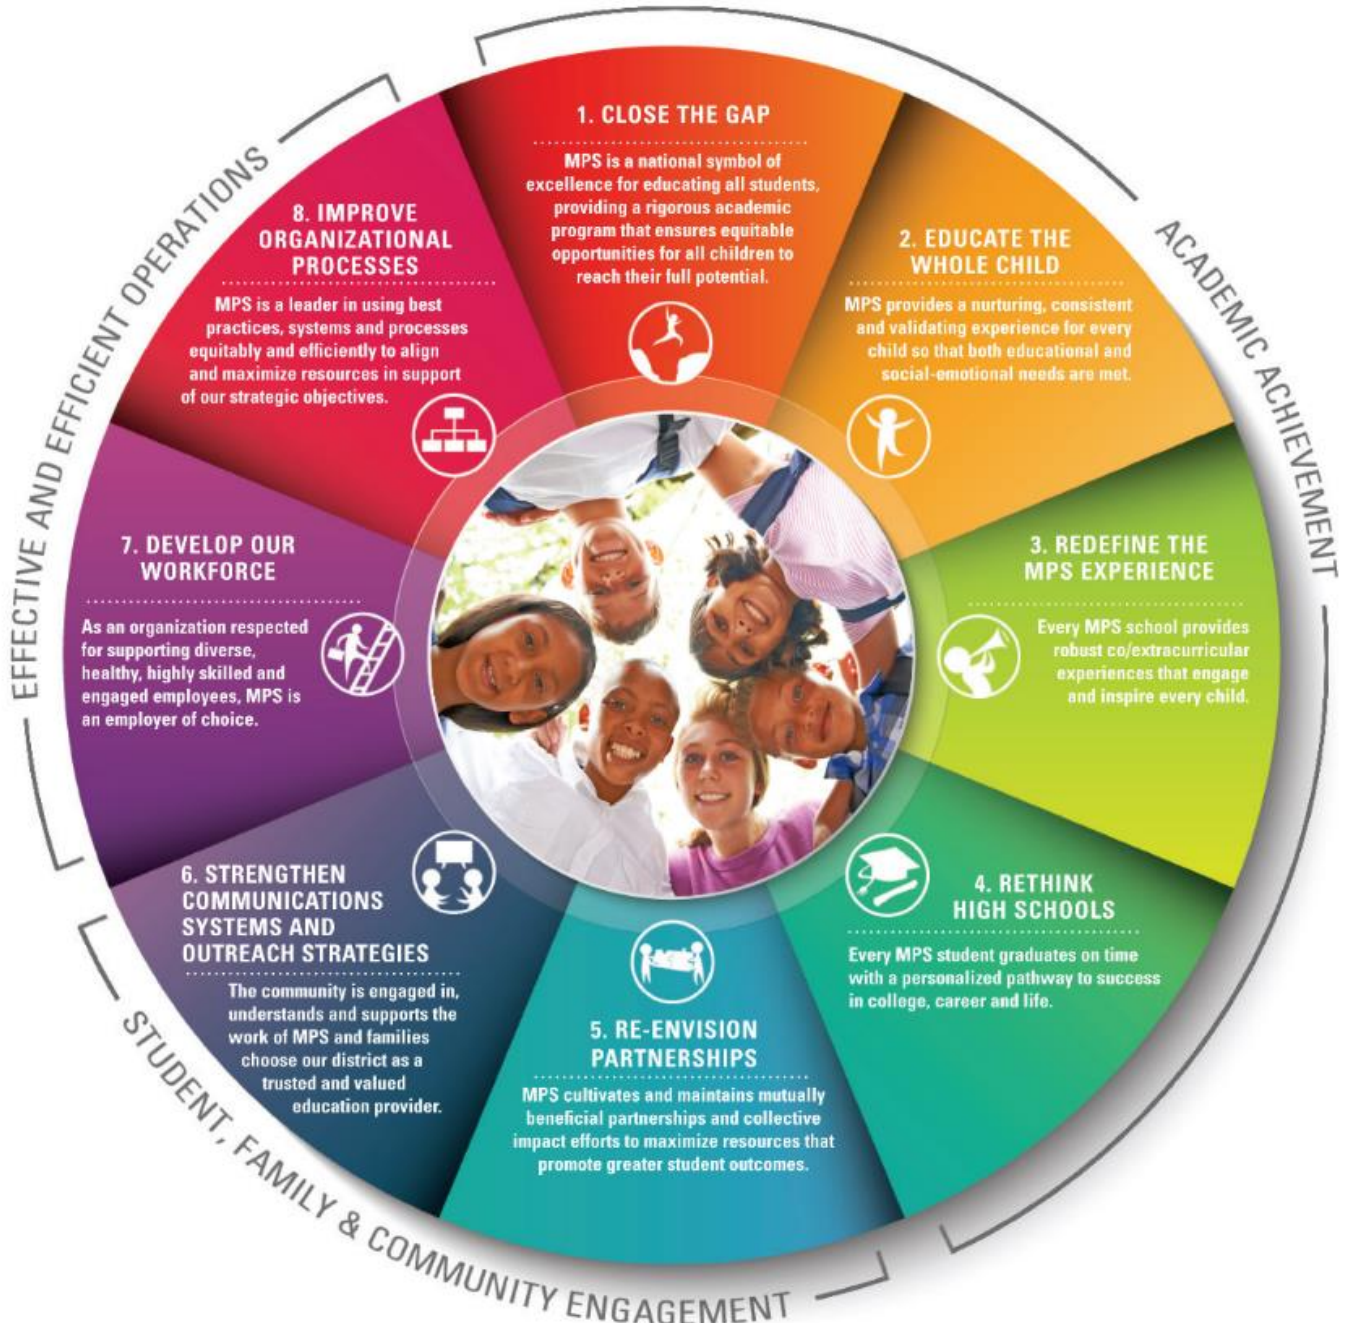 1. CLOSE THE GAP
MPS is a national symbol of
excellence for educating all students,
providing a rigorous academic
program that ensures equitable
opportunities for all children to
reach their full potential.
2. EDUCATE THE
WHOLE CHILD
MPS provides a nurturing, consistent
and validating experience for every
child so that both educational and
social-emotional needs are met.
3. REDEFINE THE
MPS EXPERIENCE
Every MPS school provides
robust co/extracurricular
experiences that engage
and inspire every child.
4. RETHINK
HIGH SCHOOLS
Every MPS student graduates on time
with a personalized pathway to success
in college, career and life.
5. RE-ENVISION
PARTNERSHIPS
MPS cultivates and maintains mutually
beneficial partnerships and collective
impact efforts to maximize resources that
promote greater student outcomes.
6. STRENGTHEN
COMMUNICATIONS
SYSTEMS AND
OUTREACH STRATEGIES
The community is engaged in,
understands and supports the
work of MPS and families
choose our district as a
trusted and valued
education provider.
7. DEVELOP OUR
WORKFORCE
As an organization respected
for supporting diverse,
healthy, highly skilled and
engaged employees, MPS is
an employer of choice.
8. IMPROVE
ORGANIZATIONAL
PROCESSES
MPS is a leader in using best
practices, systems and processes
equitably and efficiently to align
and maximize resources in support
of our strategic objectives.
ACADEMIC ACHIEVEMENT
STUDENT, FAMILY & COMMUNITY ENGAGEMENT
EFFECTIVE AND EFFICIENT OPERATIONS